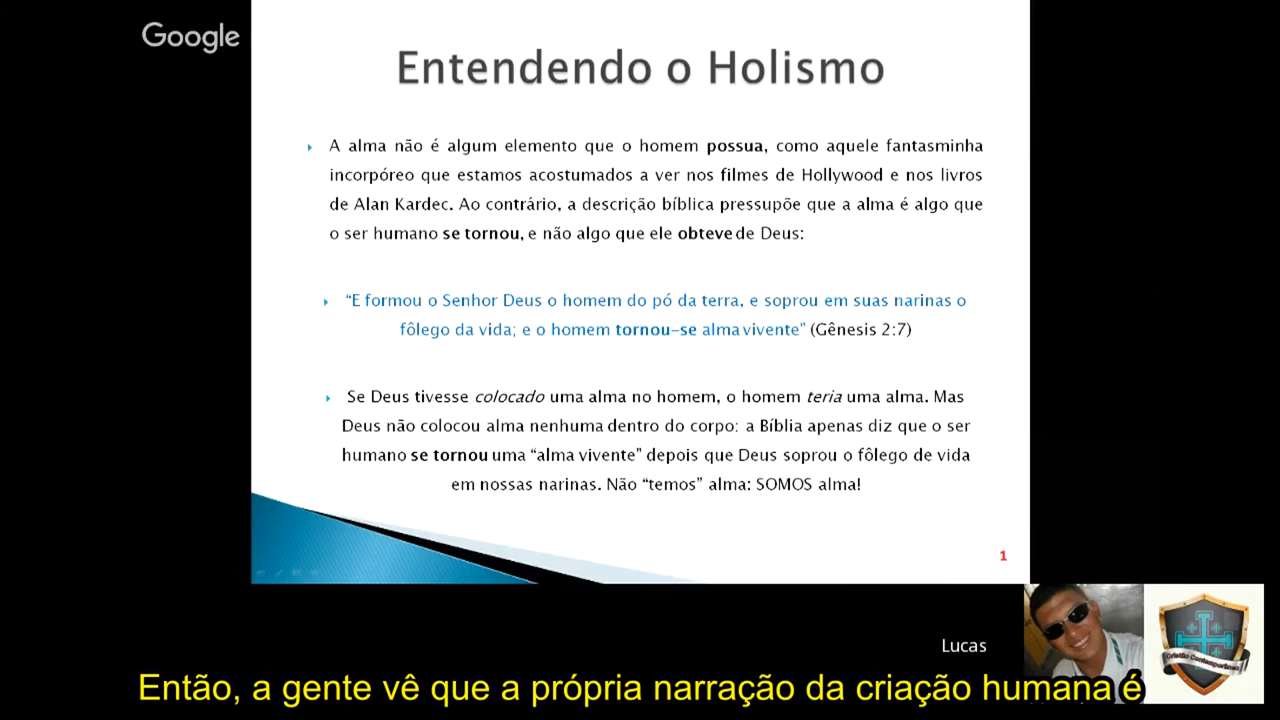 Google
Entendendo o Holismo
A alma não é algum elemento que o homem possua, como aquele fantasminha
incorpóreo que estamos acostumados a ver nos filmes de Hollywood e nos livros
de Alan Kardec. Ao contrário, a descrição bíblica pressupõe que a alma é algo que
o ser humano se tornou, e não algo que ele obteve de Deus:
“E formou o Senhor Deus o homem do pó da terra, e soprou em suas narinas o
fôlego da vida; e o homem tornou-se alma vivente” (Gênesis 2:7)
Se Deus tivesse colocado uma alma no homem, o homem teria uma alma. Mas
Deus não colocou alma nenhuma dentro do corpo: a Bíblia apenas diz que o ser
humano se tornou uma “alma vivente” depois que Deus soprou o fôlego de vida
em nossas narinas. Não “temos” alma: SOMOS alma!
1
Lucas
Cristão Contemporâneo
Então, a gente vê que a própria narração da criação humana é